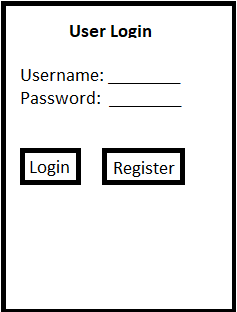 User Login
Username: ________
Password: ________
Login
Register